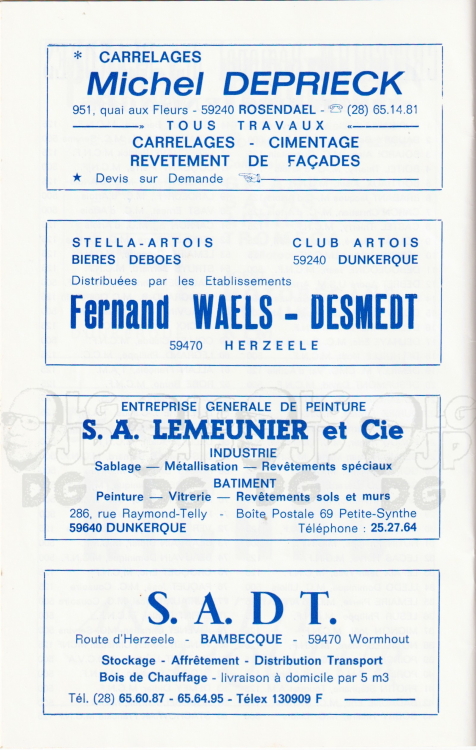 * CARRELAGES
Michel DEPRIECK
951, quai aux Fleurs - 59240 ROSENDAEL - ☏ (28) 65.14.81
» TOUS TRAVAUX «
CARRELAGES - CIMENTAGE
REVETEMENT DE FAÇADES
★ Devis sur Demande
STELLA-ARTOIS CLUB ARTOIS
BIERES DEBOES 59240 DUNKERQUE
Distribuées par les Etablissements
Fernand WAELS - DESMEDT
59470 HERZEELE
ENTREPRISE GENERALE DE PEINTURE
S. A. LEMEUNIER et Cie
INDUSTRIE
Sablage — Métallisation — Revêtements spéciaux
BATIMENT
Peinture — Vitrerie — Revêtements sols et murs
286, rue Raymond-Telly - Boîte Postale 69 Petite-Synthe
59640 DUNKERQUE Téléphone : 25.27.64
S. A. D T.
Route d'Herzeele - BAMBECQUE - 59470 Wormhout
Stockage - Affrêtement - Distribution Transport
Bois de Chauffage - livraison à domicile par 5 m3
Tél. (28) 65.60.87 - 65.64.95 - Télex 130909 F